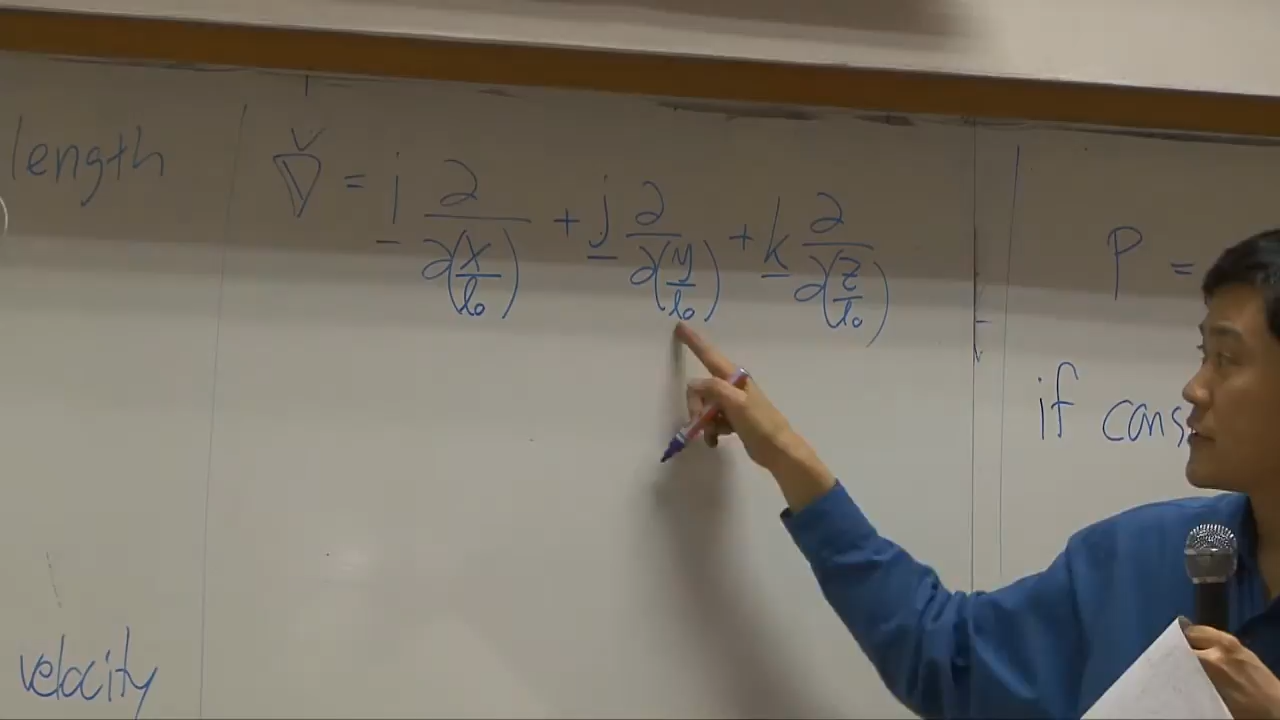 length
∇̌ = i ∂/∂(x/l₀) + j ∂/∂(y/l₀) + k ∂/∂(z/l₀)
P =
if cons
velocity